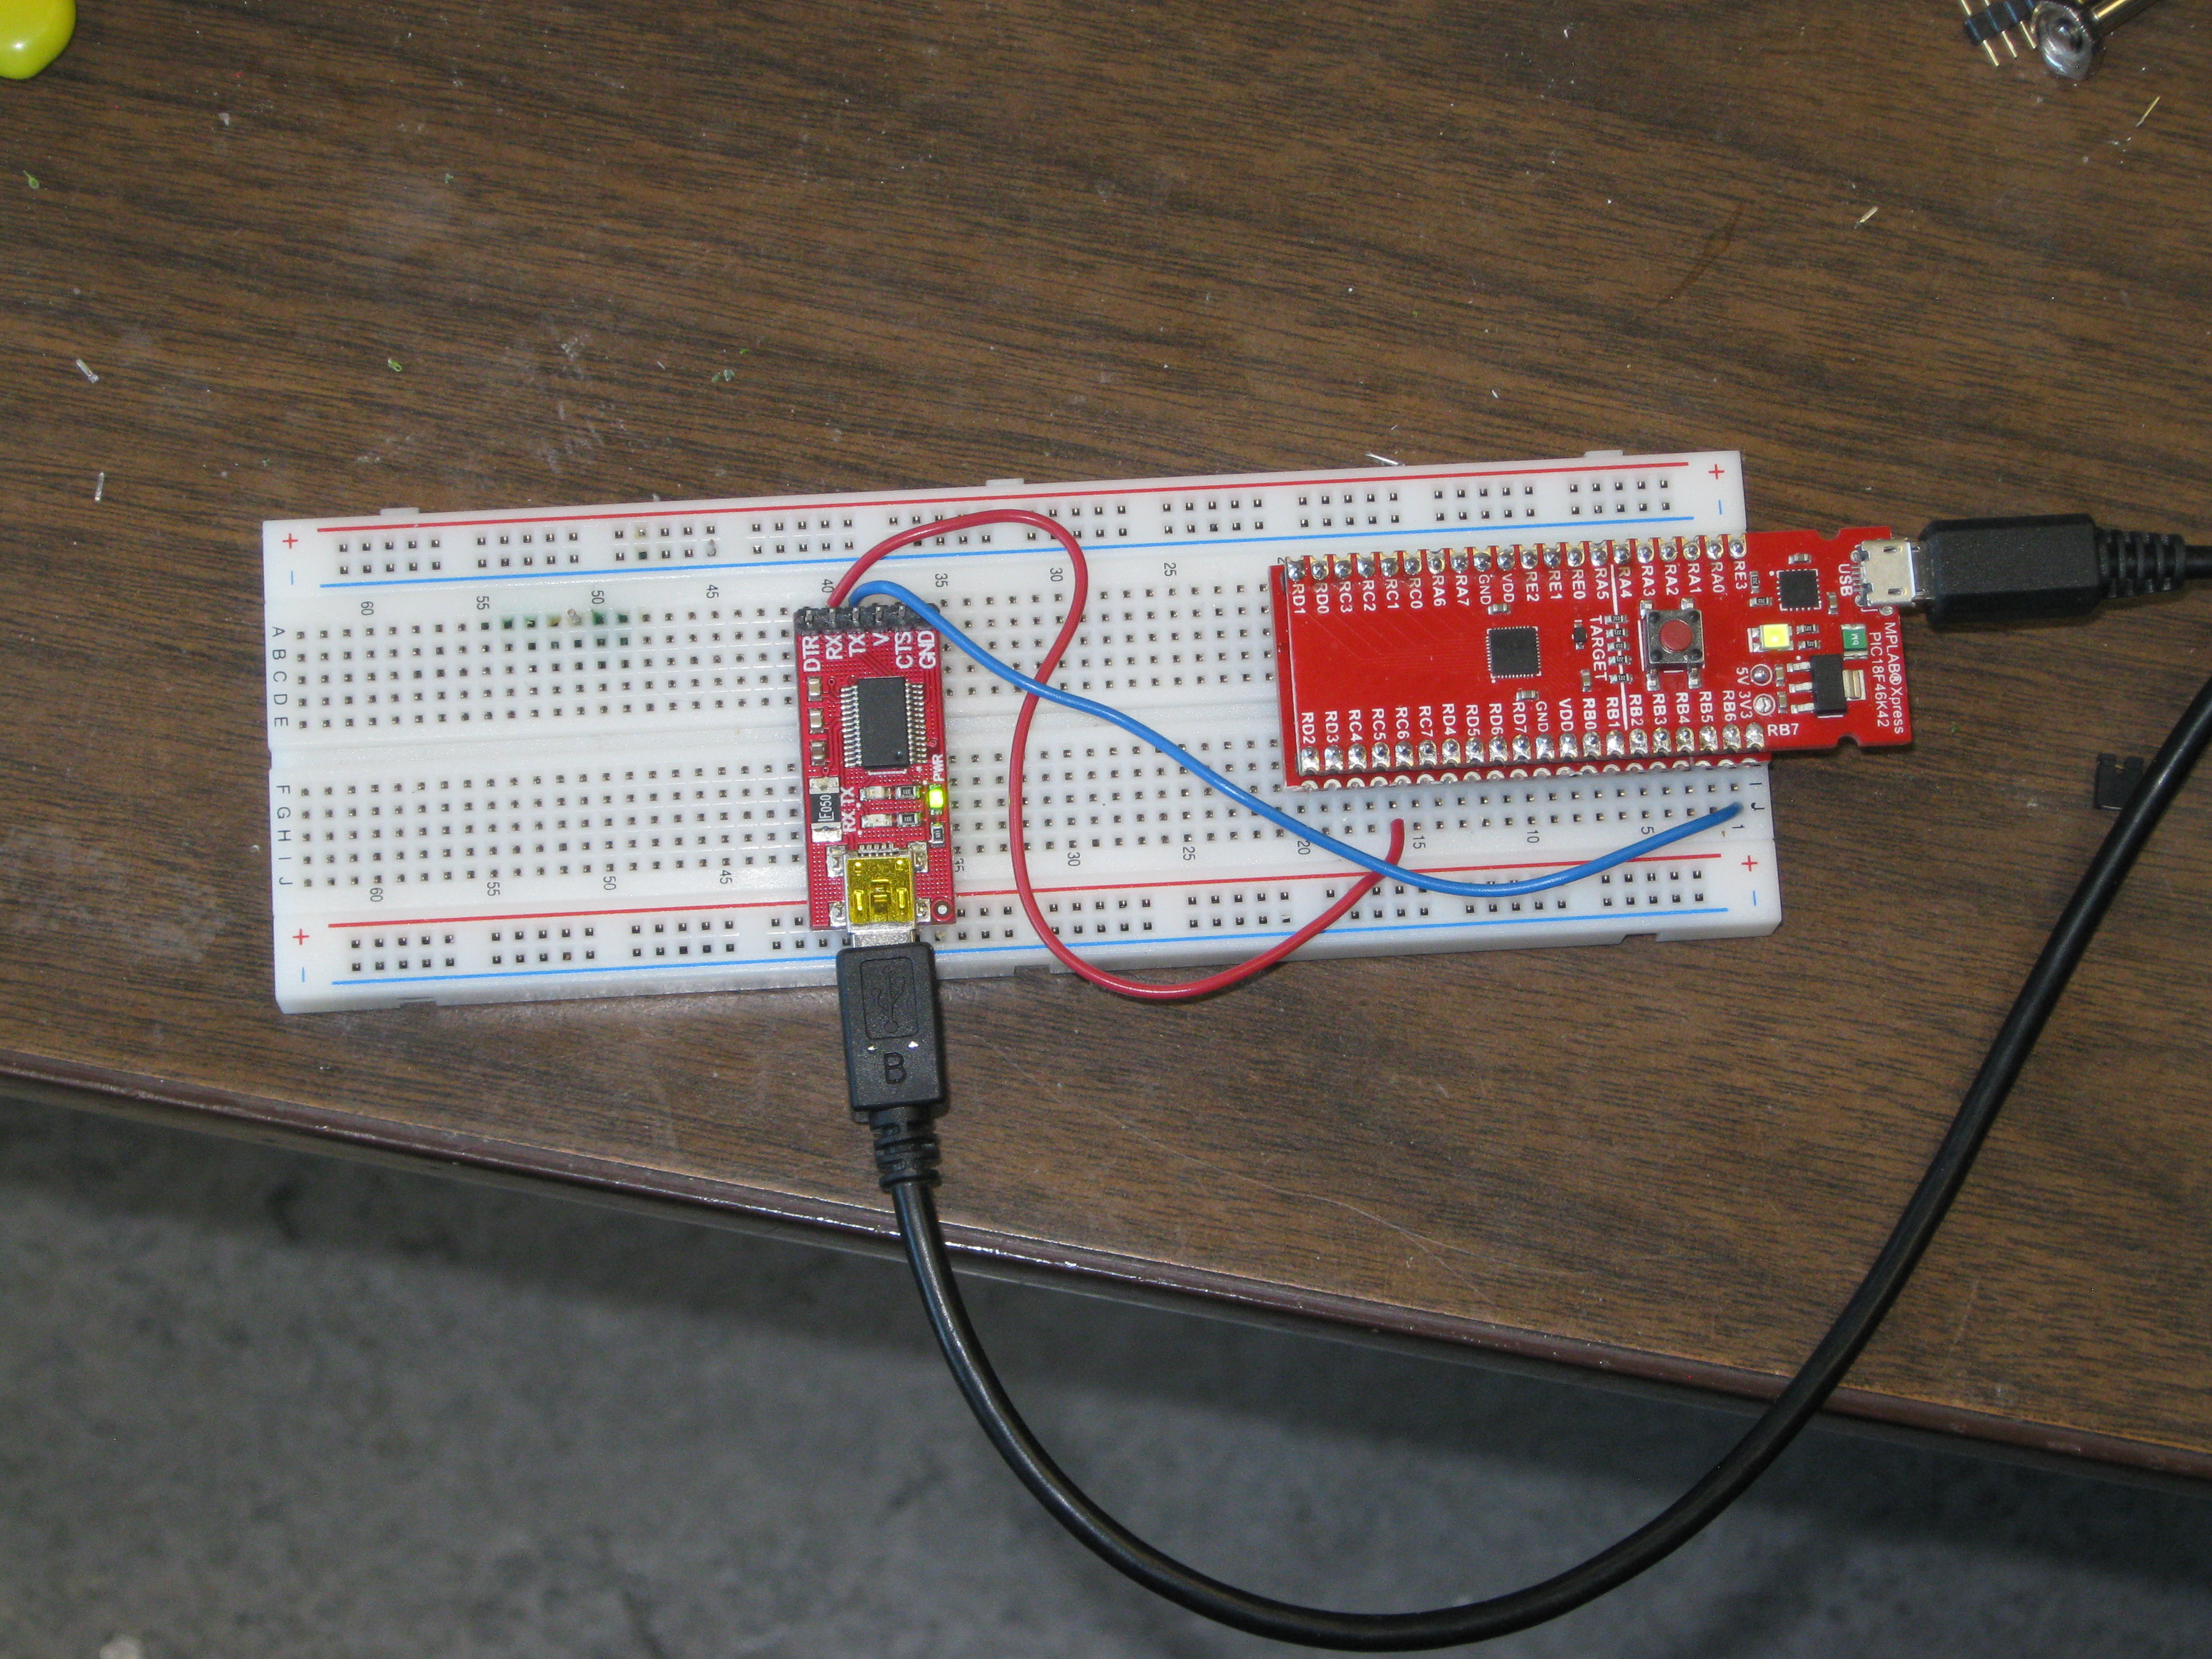 +
−
+
−
60
55
50
45
40
35
30
25
A
B
C
D
E
F
G
H
I
J
60
55
50
45
35
30
25
20
15
10
5
1
I
J
+
−
+
−
DTR
RX
TX
V
CTS
GND
PWR
RX TX
F050
B
RD1
RD0
RC3
RC2
RC1
RC0
RA6
RA7
GND
VDD
RE2
RE1
RE0
RA5
RA4
RA3
RA2
RA1
RA0
RE3
TARGET
USB
MPLAB®Xpress
PIC18F46K42
5V 3V3
RD2
RD3
RC4
RC5
RC6
RC7
RD4
RD5
RD6
RD7
GND
VDD
RB0
RB1
RB2
RB3
RB4
RB5
RB6
RB7